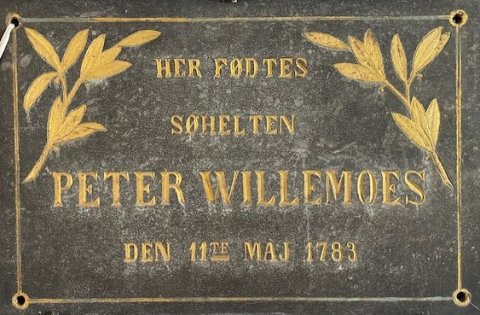 HER FØDTES
SØHELTEN
PETER WILLEMOES
DEN 11TE MAJ 1783